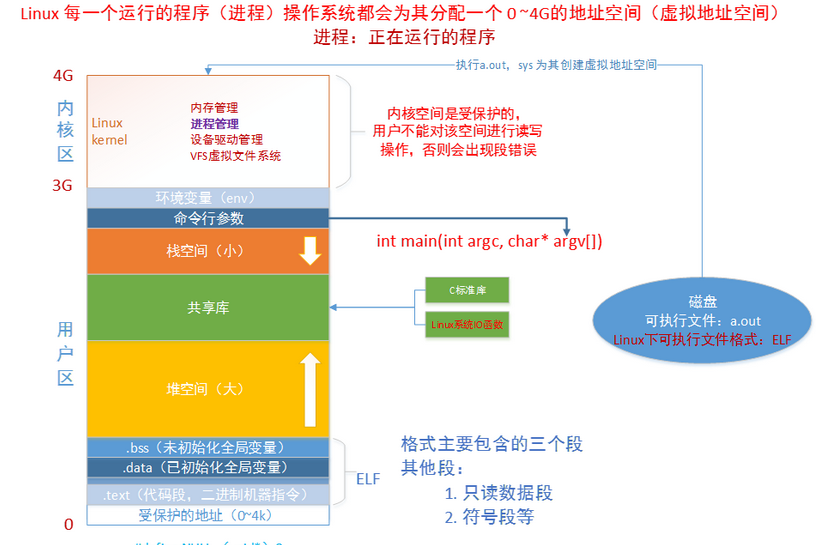 Linux 每一个运行的程序（进程）操作系统都会为其分配一个 0 ~4G的地址空间（虚拟地址空间）
进程：正在运行的程序
执行a.out，sys 为其创建虚拟地址空间
4G
内核区
Linux
kernel
内存管理
进程管理
设备驱动管理
VFS虚拟文件系统
内核空间是受保护的，
用户不能对该空间进行读写
操作，否则会出现段错误
3G
环境变量（env）
命令行参数
int main(int argc, char* argv[])
栈空间（小）
共享库
C标准库
Linux系统IO函数
磁盘
可执行文件：a.out
Linux下可执行文件格式：ELF
用户区
堆空间（大）
.bss（未初始化全局变量）
.data（已初始化全局变量）
.text（代码段，二进制机器指令）
ELF
格式主要包含的三个段
其他段：
1. 只读数据段
2. 符号段等
受保护的地址（0~4k）
0